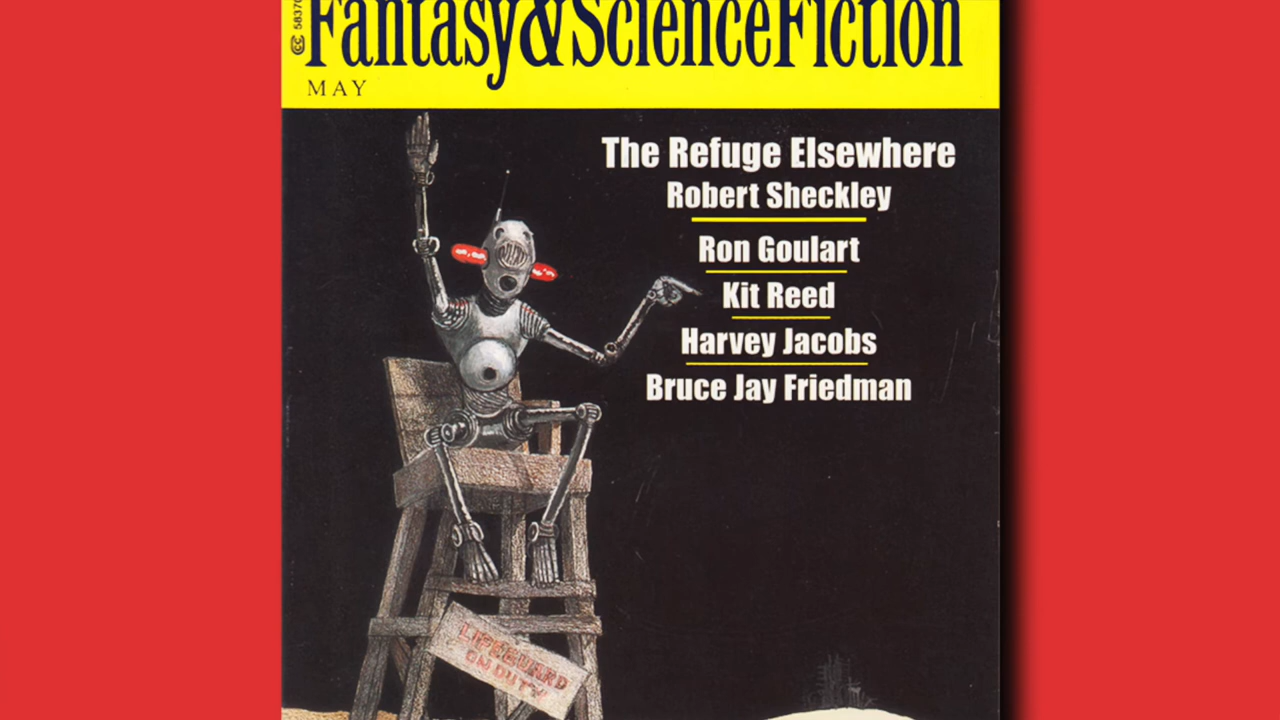 58370
Fantasy&ScienceFiction
MAY
The Refuge Elsewhere
Robert Sheckley
Ron Goulart
Kit Reed
Harvey Jacobs
Bruce Jay Friedman
LIFEGUARD
ON DUTY